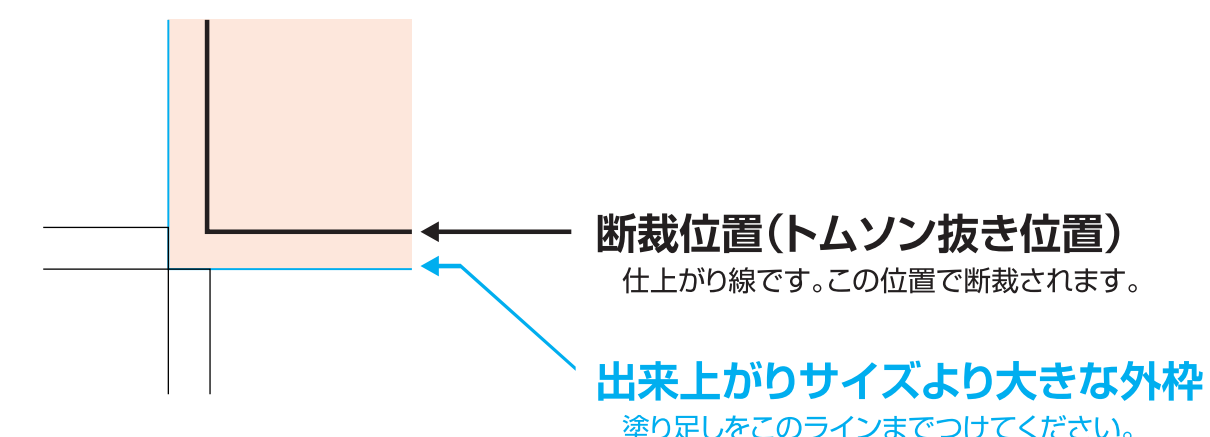 断裁位置(トムソン抜き位置)
仕上がり線です。この位置で断裁されます。
出来上がりサイズより大きな外枠
塗り足しをこのラインまでつけてください。